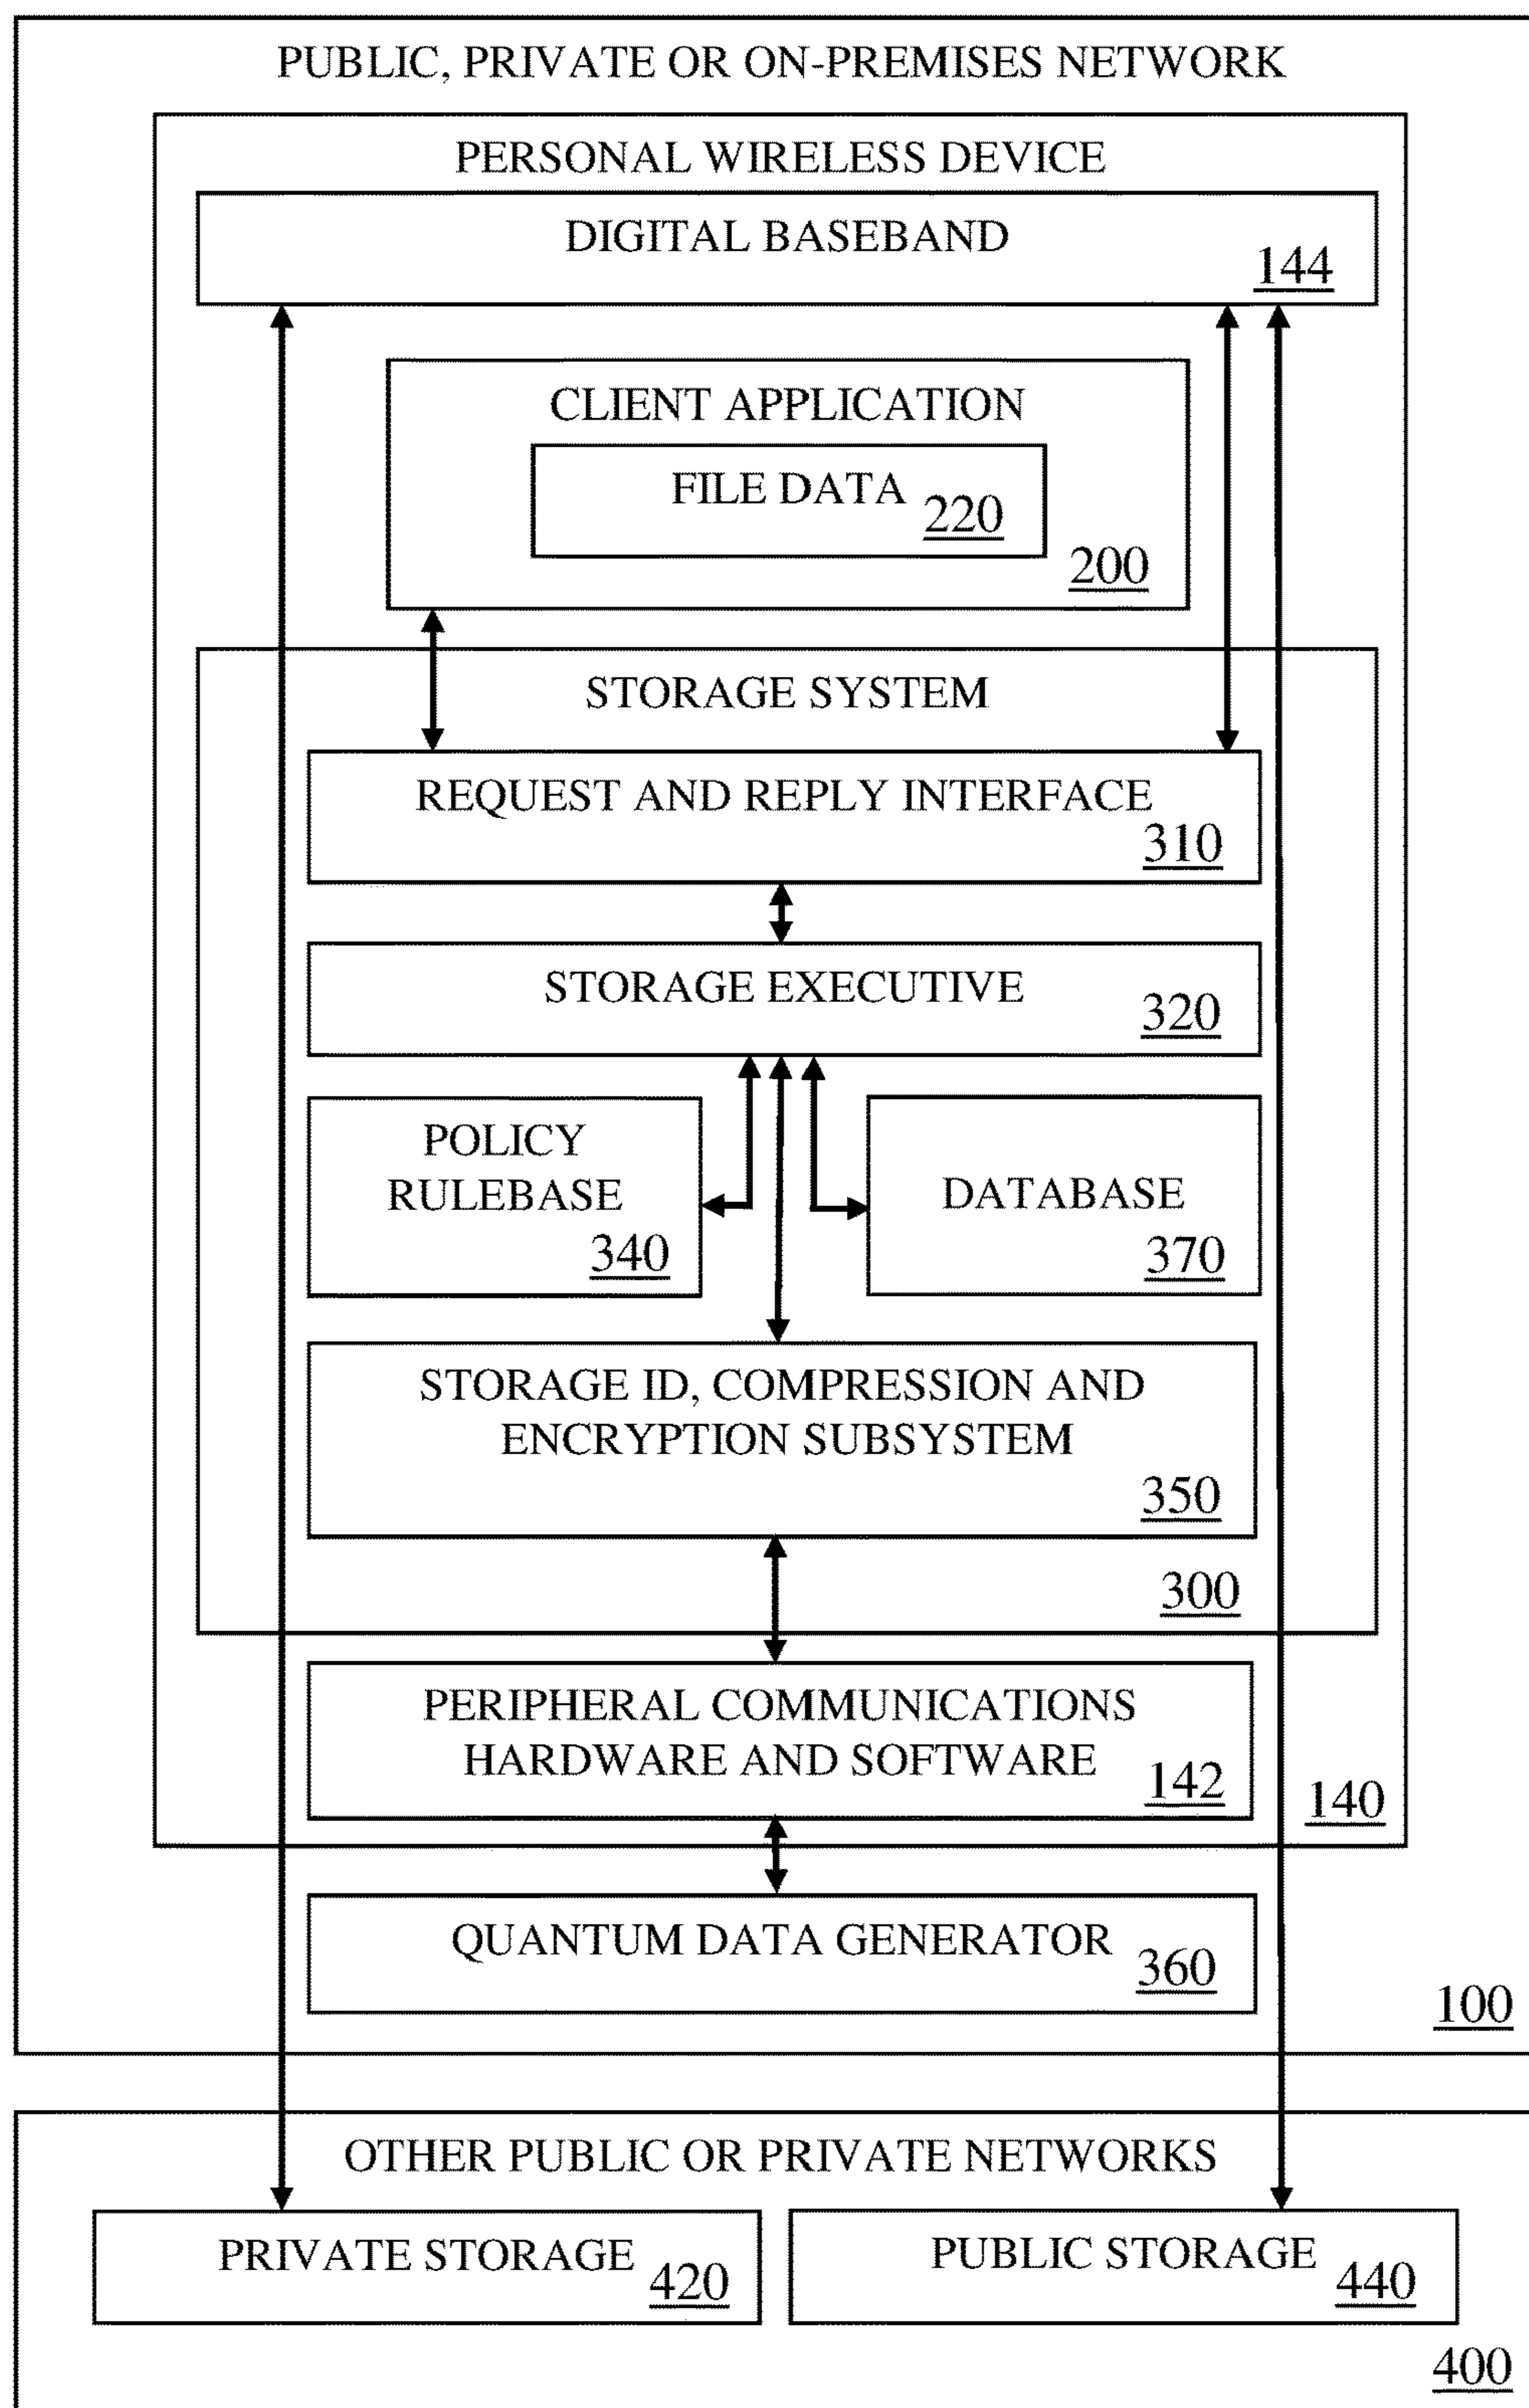 PUBLIC, PRIVATE OR ON-PREMISES NETWORK
PERSONAL WIRELESS DEVICE
DIGITAL BASEBAND
144
CLIENT APPLICATION
FILE DATA
220
200
STORAGE SYSTEM
REQUEST AND REPLY INTERFACE
310
STORAGE EXECUTIVE
320
POLICY
RULEBASE
340
DATABASE
370
STORAGE ID, COMPRESSION AND
ENCRYPTION SUBSYSTEM
350
300
PERIPHERAL COMMUNICATIONS
HARDWARE AND SOFTWARE
142
140
QUANTUM DATA GENERATOR
360
100
OTHER PUBLIC OR PRIVATE NETWORKS
PRIVATE STORAGE
420
PUBLIC STORAGE
440
400